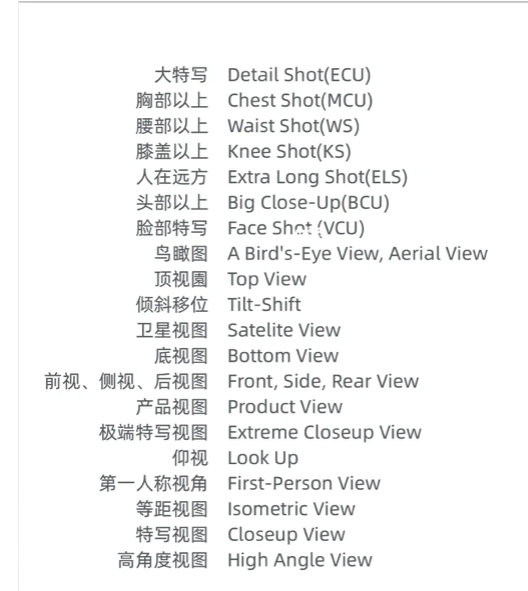 大特写 Detail Shot(ECU)
胸部以上 Chest Shot(MCU)
腰部以上 Waist Shot(WS)
膝盖以上 Knee Shot(KS)
人在远方 Extra Long Shot(ELS)
头部以上 Big Close-Up(BCU)
脸部特写 Face Shot (VCU)
鸟瞰图 A Bird's-Eye View, Aerial View
顶视園 Top View
倾斜移位 Tilt-Shift
卫星视图 Satelite View
底视图 Bottom View
前视、侧视、后视图 Front, Side, Rear View
产品视图 Product View
极端特写视图 Extreme Closeup View
仰视 Look Up
第一人称视角 First-Person View
等距视图 Isometric View
特写视图 Closeup View
高角度视图 High Angle View